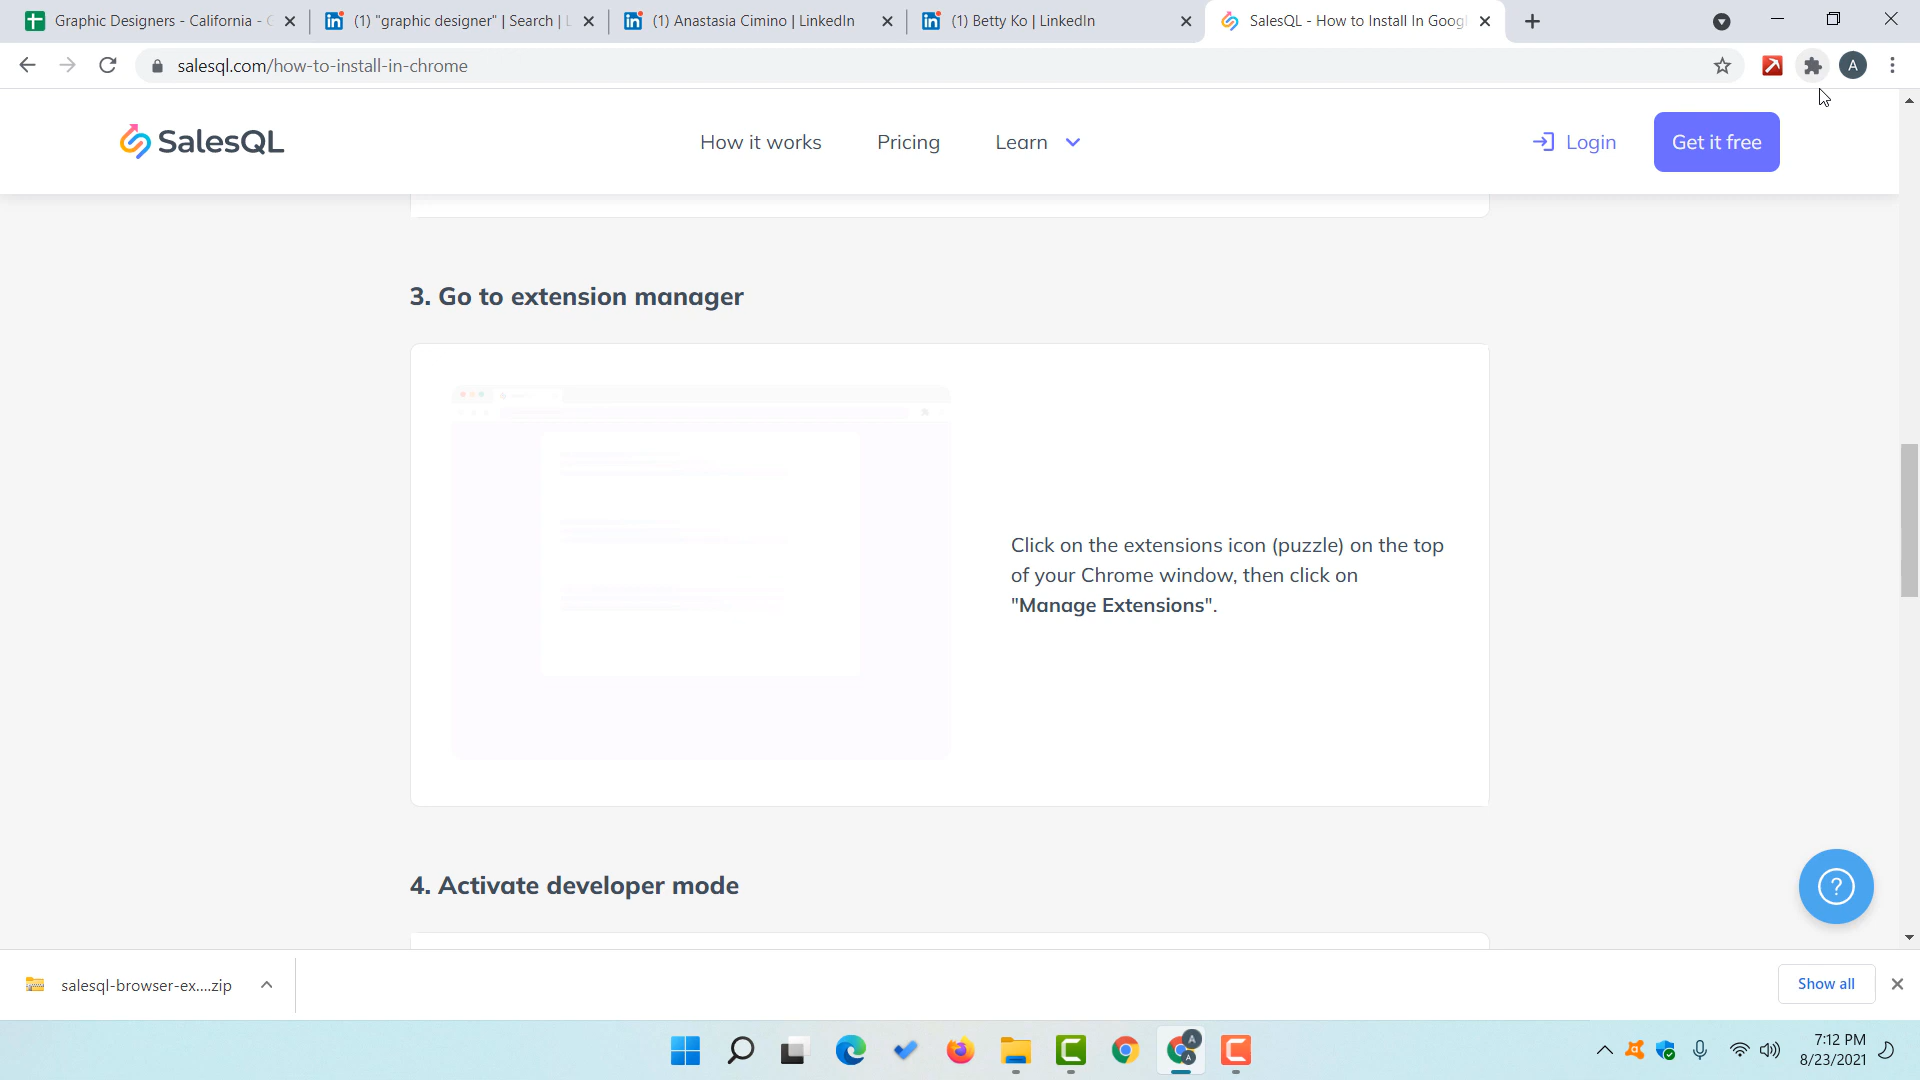 Graphic Designers - California -
(1) "graphic designer" | Search |
(1) Anastasia Cimino | LinkedIn
(1) Betty Ko | LinkedIn
SalesQL - How to Install In Goog
salesql.com/how-to-install-in-chrome
A
SalesQL
How it works
Pricing
Learn
Login
Get it free
3. Go to extension manager
Click on the extensions icon (puzzle) on the top
of your Chrome window, then click on
"Manage Extensions".
4. Activate developer mode
salesql-browser-ex....zip
Show all
7:12 PM
8/23/2021